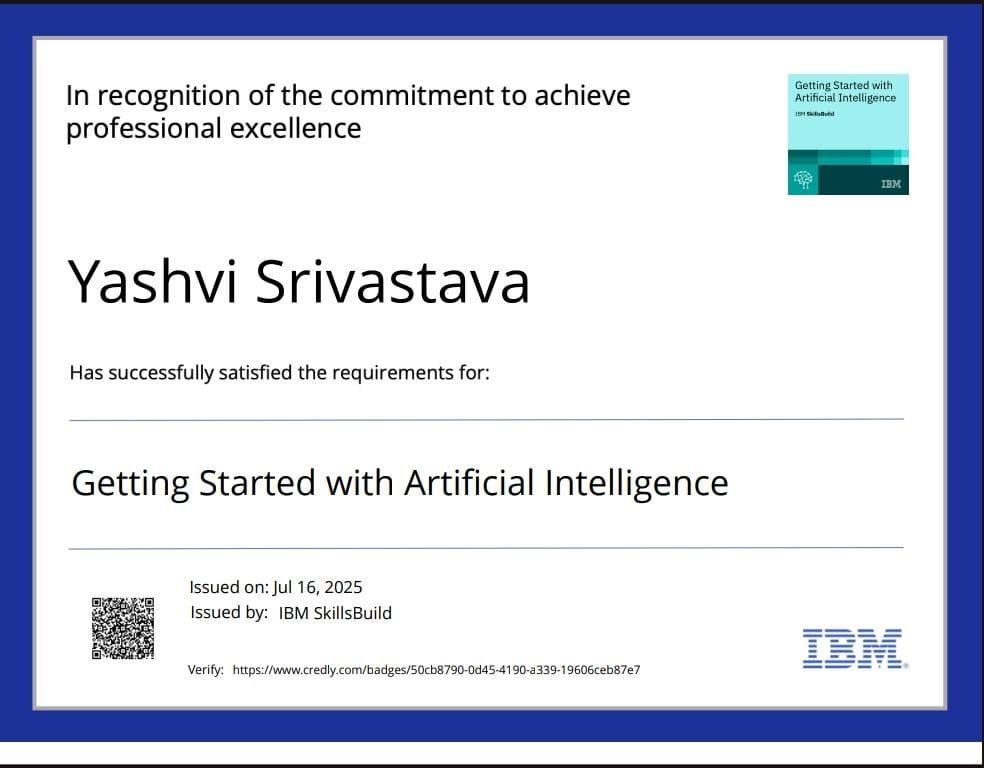 In recognition of the commitment to achieve
professional excellence
Getting Started with
Artificial Intelligence
IBM SkillsBuild
IBM
Yashvi Srivastava
Has successfully satisfied the requirements for:
Getting Started with Artificial Intelligence
Issued on: Jul 16, 2025
Issued by: IBM SkillsBuild
Verify: https://www.credly.com/badges/50cb8790-0d45-4190-a339-19606ceb87e7
IBM®